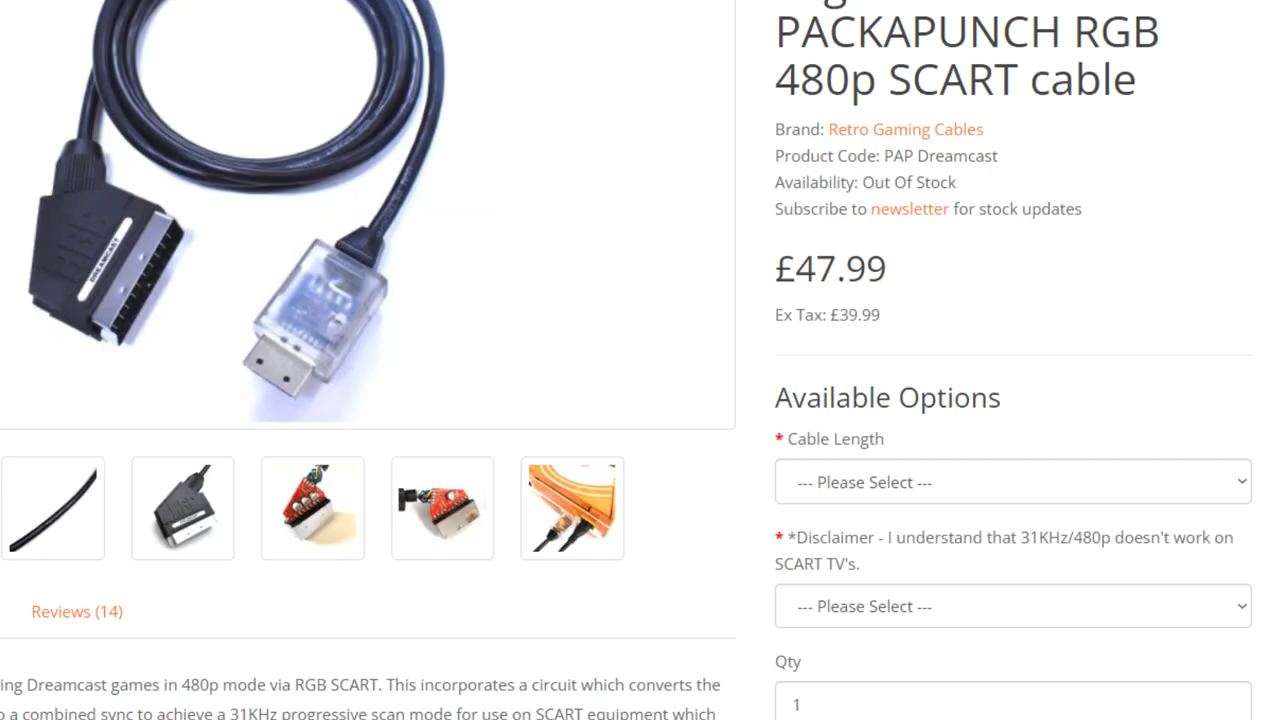 PACKAPUNCH RGB
480p SCART cable
Brand: Retro Gaming Cables
Product Code: PAP Dreamcast
Availability: Out Of Stock
Subscribe to newsletter for stock updates
£47.99
Ex Tax: £39.99
Available Options
* Cable Length
--- Please Select ---
* *Disclaimer - I understand that 31KHz/480p doesn't work on
SCART TV's.
--- Please Select ---
Qty
1
DREAMCAST
Reviews (14)
ing Dreamcast games in 480p mode via RGB SCART. This incorporates a circuit which converts the
o a combined sync to achieve a 31KHz progressive scan mode for use on SCART equipment which